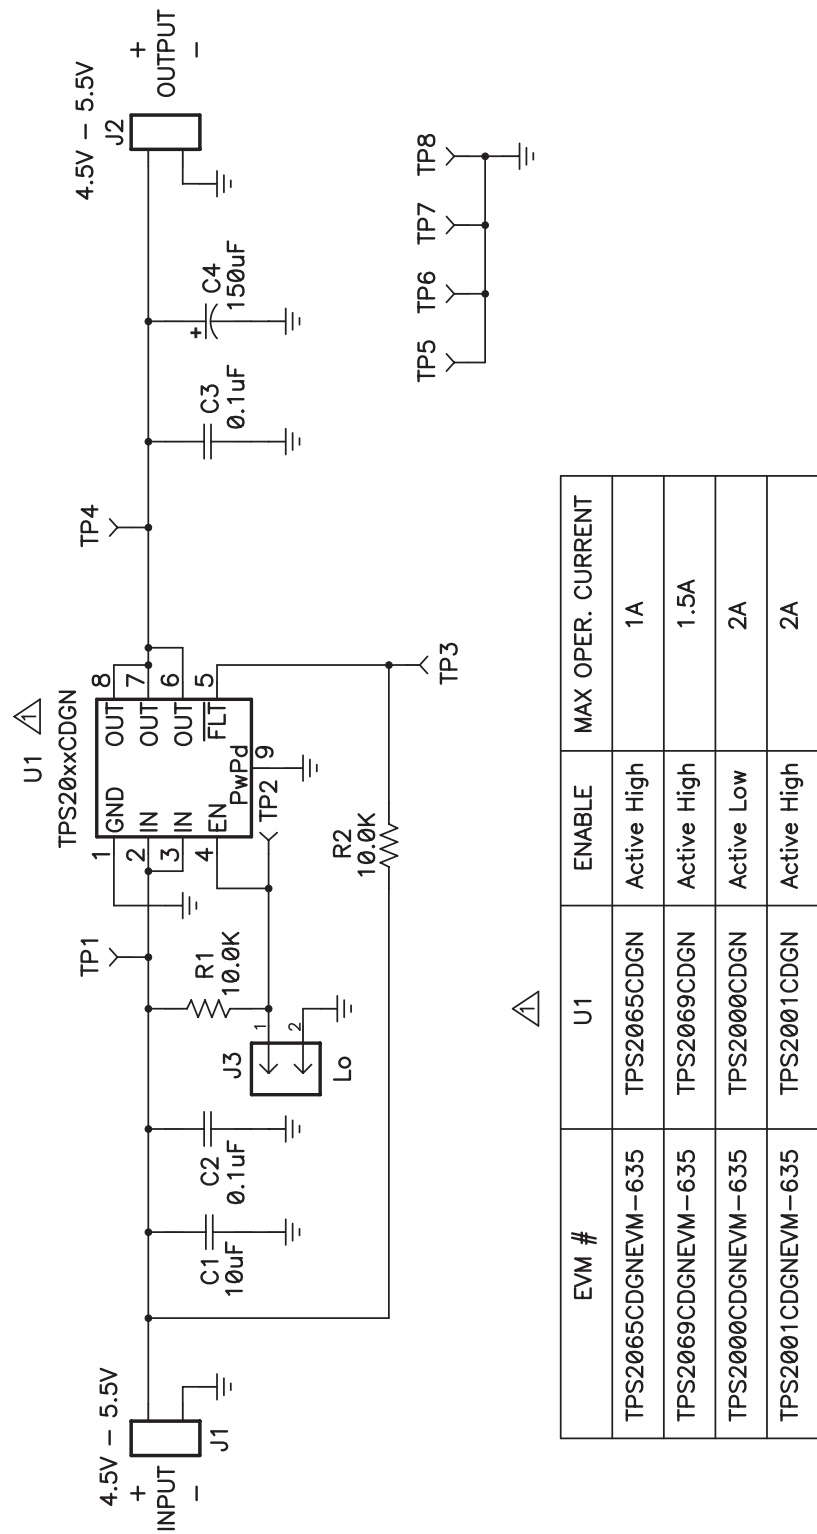 4.5V – 5.5V
+
INPUT
–
J1
C1
10uF
C2
0.1uF
J3
1
2
Lo
R1
10.0K
TP1
U1
1
TPS20xxCDGN
1
GND
2
IN
3
IN
4
EN
8
OUT
7
OUT
6
OUT
5
FLT
PwPd
9
TP2
R2
10.0K
TP3
TP4
C3
0.1uF
+
C4
150uF
4.5V – 5.5V
J2
+
OUTPUT
–
TP5
TP6
TP7
TP8
1
EVM # U1 ENABLE MAX OPER. CURRENT
TPS2065CDGNEVM-635 TPS2065CDGN Active High 1A
TPS2069CDGNEVM-635 TPS2069CDGN Active High 1.5A
TPS2000CDGNEVM-635 TPS2000CDGN Active Low 2A
TPS2001CDGNEVM-635 TPS2001CDGN Active High 2A